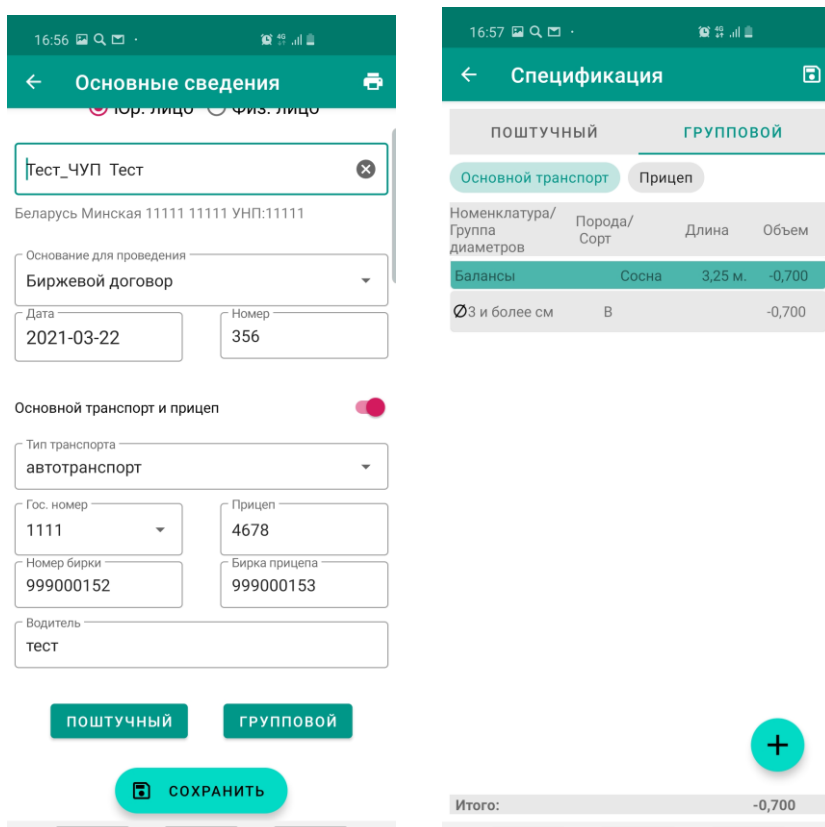 16:56
4G
Основные сведения
Юр. лицо Физ. лицо
Тест_ЧУП Тест
Беларусь Минская 11111 11111 УНП:11111
Основание для проведения
Биржевой договор
Дата Номер
2021-03-22 356
Основной транспорт и прицеп
Тип транспорта
автотранспорт
Гос. номер Прицеп
1111 4678
Номер бирки Бирка прицепа
999000152 999000153
Водитель
тест
ПОШТУЧНЫЙ ГРУППОВОЙ
СОХРАНИТЬ
16:57
4G
Спецификация
ПОШТУЧНЫЙ ГРУППОВОЙ
Основной транспорт Прицеп
Номенклатура/
Группа
диаметров
Порода/
Сорт
Длина
Объем
Балансы Сосна 3,25 м. -0,700
Ø3 и более см В -0,700
Итого: -0,700